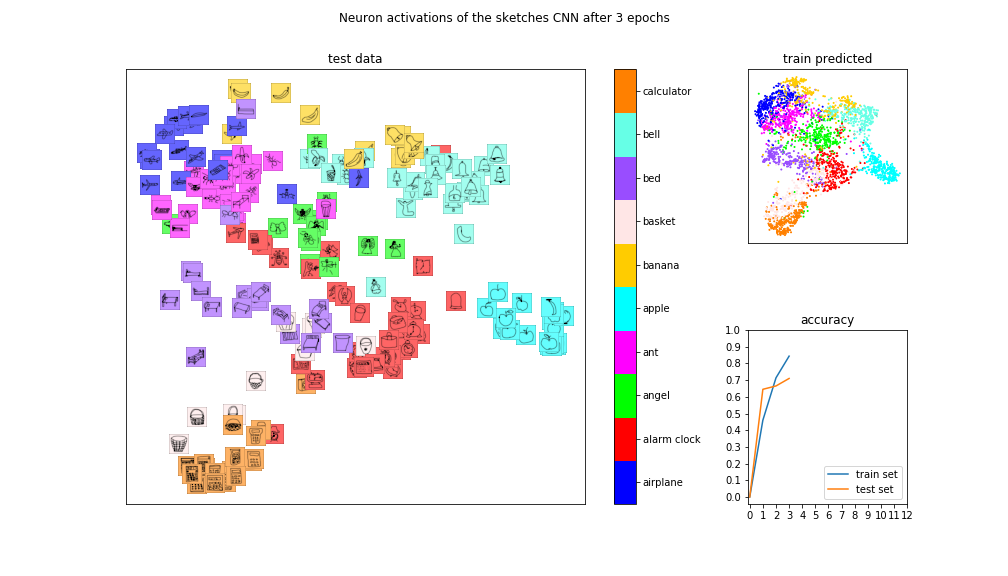 Neuron activations of the sketches CNN after 3 epochs
test data
calculator
bell
bed
basket
banana
apple
ant
angel
alarm clock
airplane
train predicted
accuracy
1.0
0.9
0.8
0.7
0.6
0.5
0.4
0.3
0.2
0.1
0.0
train set
test set
0 1 2 3 4 5 6 7 8 9 10 11 12